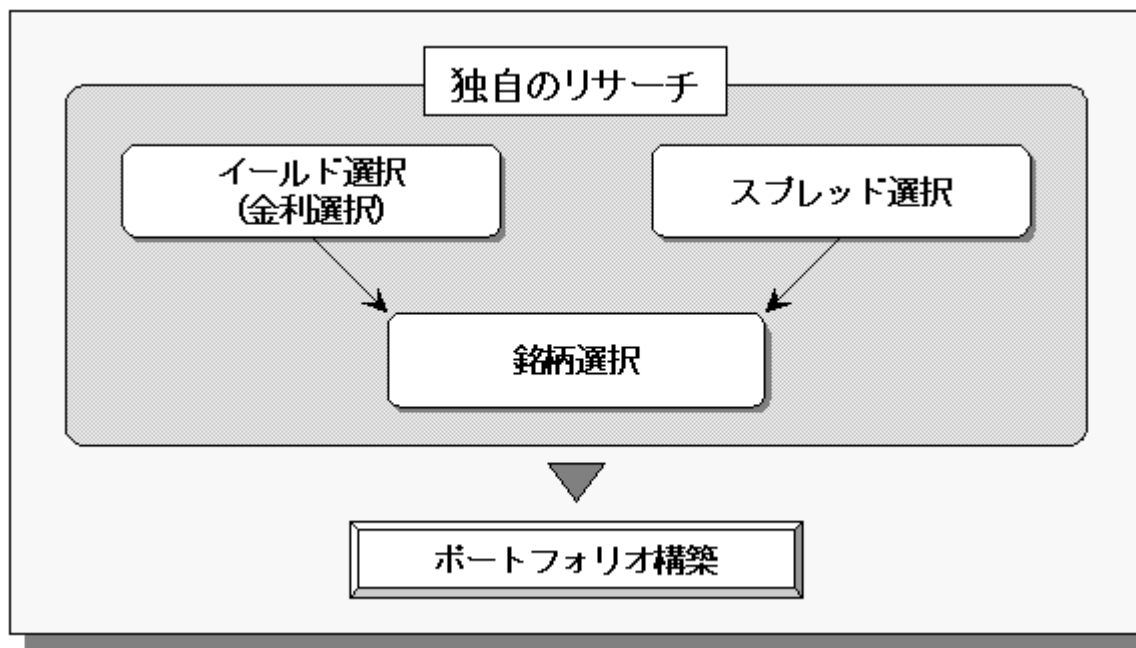 独自のリサーチ
イールド選択
(金利選択)
スプレッド選択
銘柄選択
ポートフォリオ構築